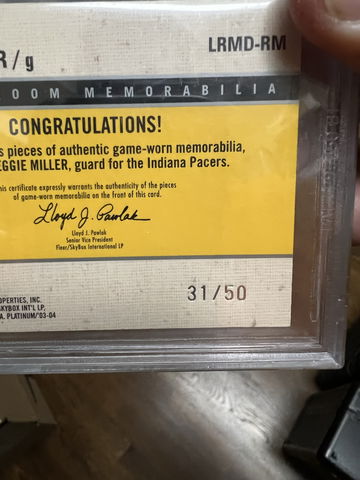 R/g
LRMD-RM
OOM MEMORABILIA
CONGRATULATIONS!
s pieces of authentic game-worn memorabilia,
EGGIE MILLER, guard for the Indiana Pacers.
his certificate expressly warrants the authenticity of the pieces
of game-worn memorabilia on the front of this card.
Lloyd J. Pawlak
Lloyd J. Pawlak
Senior Vice President
Fleer/SkyBox International LP
31/50
OPERTIES, INC.
KYBOX INT'L LP.
A. PLATINUM/'03-04